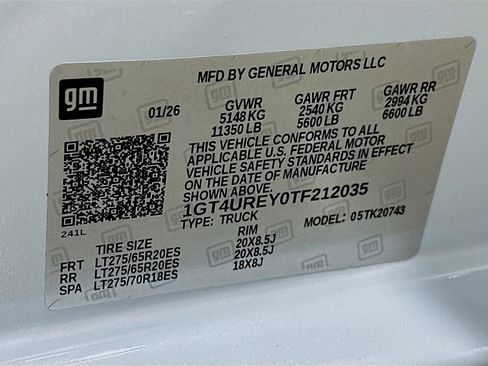 gm
MFD BY GENERAL MOTORS LLC
01/26
GVWR GAWR FRT GAWR RR
5148 KG 2540 KG 2994 KG
11350 LB 5600 LB 6600 LB
THIS VEHICLE CONFORMS TO ALL
APPLICABLE U.S. FEDERAL MOTOR
VEHICLE SAFETY STANDARDS IN EFFECT
ON THE DATE OF MANUFACTURE
SHOWN ABOVE
1GT4UREY0TF212035
TYPE: TRUCK MODEL: 05TK20743
241L
TIRE SIZE RIM
FRT LT275/65R20ES 20X8.5J
RR LT275/65R20ES 20X8.5J
SPA LT275/70R18ES 18X8J